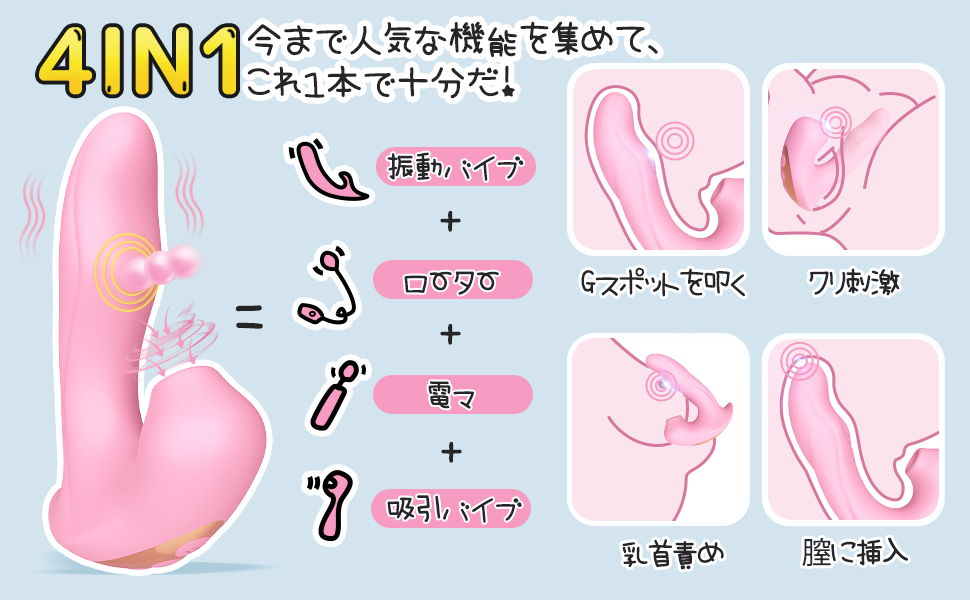 4IN1
今まで人気な機能を集めて、
これ1本で十分だ!
振動バイブ
+
ロ〇タ〇
+
=
電マ
+
吸引バイブ
Gスポットを叩く
クリ刺激
乳首責め
膣に挿入